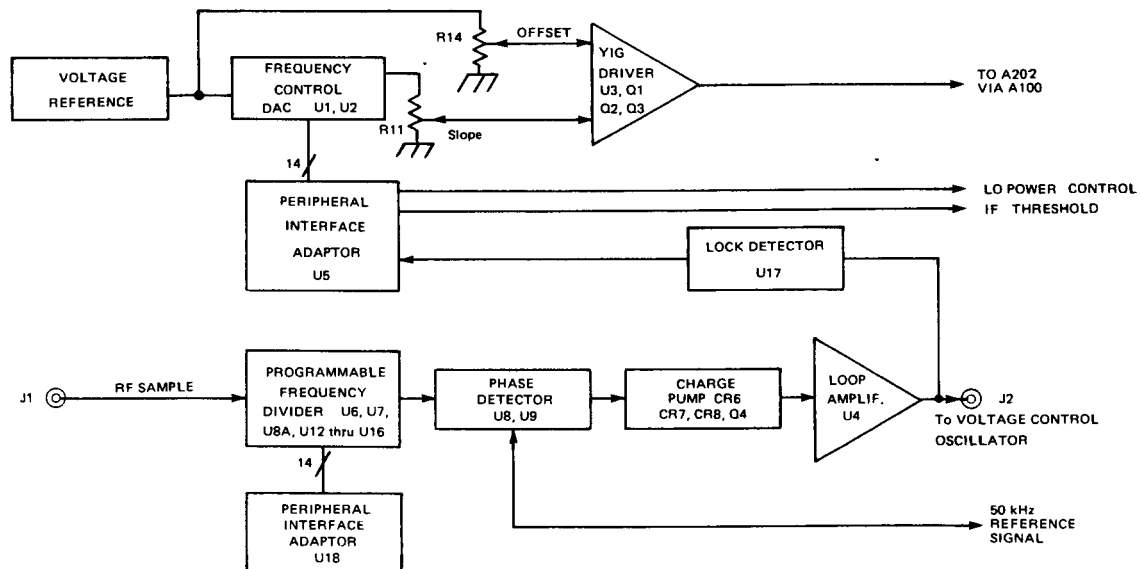 VOLTAGE
REFERENCE
FREQUENCY
CONTROL
DAC U1, U2
R14
OFFSET
R11
Slope
YIG
DRIVER
U3, Q1
Q2, Q3
TO A202
VIA A100
14
PERIPHERAL
INTERFACE
ADAPTOR
U5
LO POWER CONTROL
IF THRESHOLD
LOCK DETECTOR
U17
J1
RF SAMPLE
PROGRAMMABLE
FREQUENCY
DIVIDER U6, U7,
U8A, U12 thru U16
PHASE
DETECTOR
U8, U9
CHARGE
PUMP CR6
CR7, CR8, Q4
LOOP
AMPLIF.
U4
J2
To VOLTAGE CONTROL
OSCILLATOR
14
PERIPHERAL
INTERFACE
ADAPTOR
U18
50 kHz
REFERENCE
SIGNAL